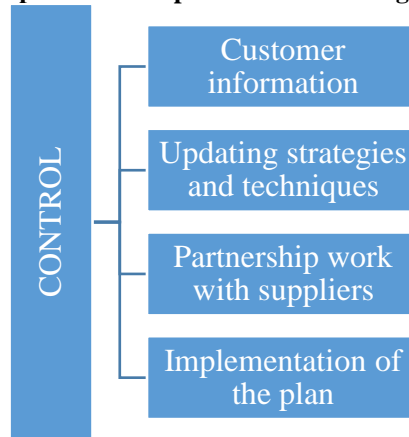 CONTROL
Customer
information
Updating strategies
and techniques
Partnership work
with suppliers
Implementation of
the plan